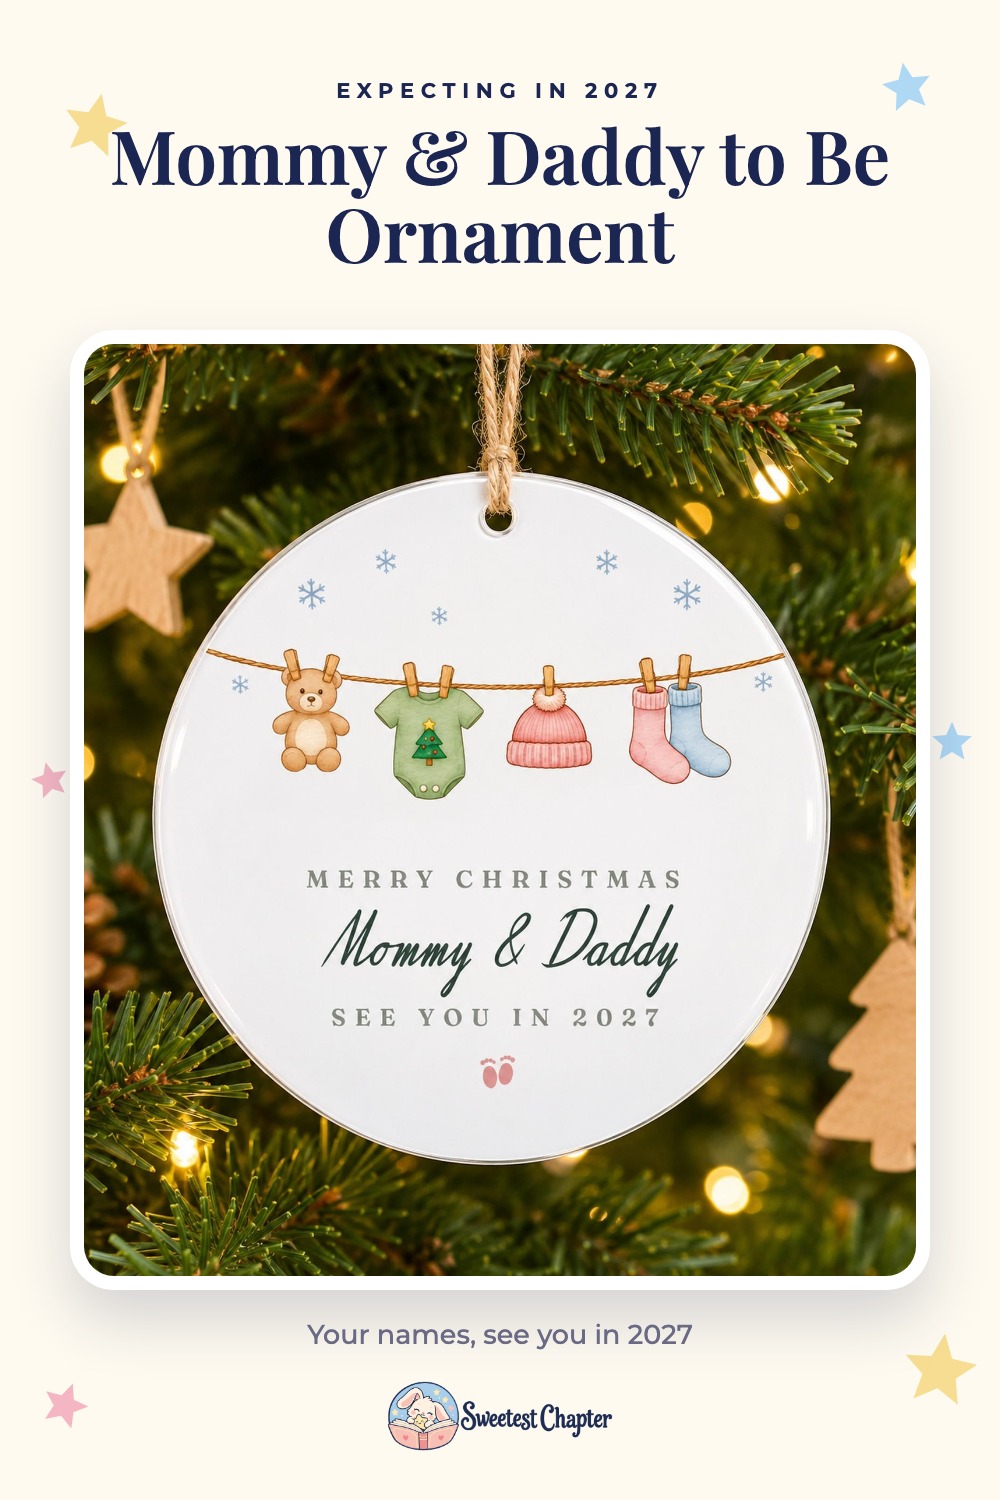 EXPECTING IN 2027
Mommy & Daddy to Be
Ornament
MERRY CHRISTMAS
Mommy & Daddy
SEE YOU IN 2027
Your names, see you in 2027
Sweetest Chapter